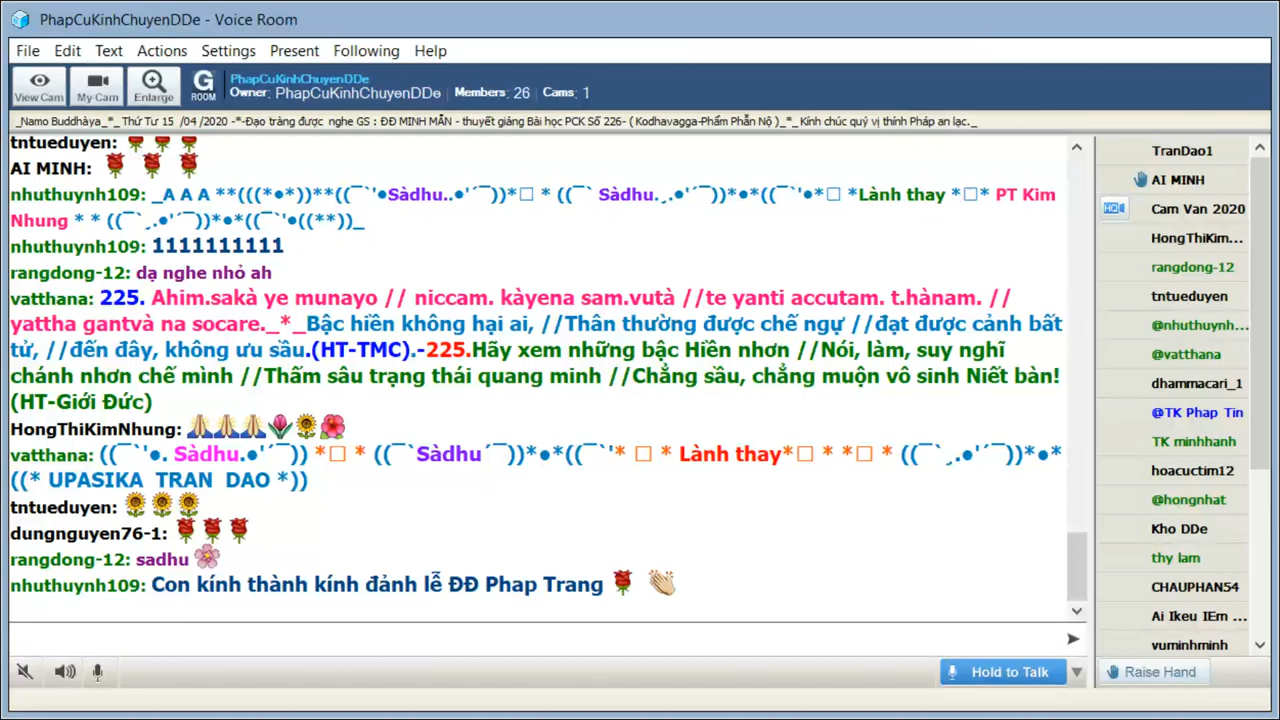 PhapCuKinhChuyenDDe - Voice Room
File Edit Text Actions Settings Present Following Help
View Cam My Cam Enlarge G ROOM
PhapCuKinhChuyenDDe
Owner: PhapCuKinhChuyenDDe Members: 26 Cams: 1
_Namo Buddhàya_*_ Thứ Tư 15 /04 /2020 -*-Đạo tràng được nghe GS : ĐĐ MINH MẪN - thuyết giảng Bài học PCK Số 226- ( Kodhavagga-Phẩm Phẫn Nộ )_*_ Kính chúc quý vị thính Pháp an lạc._
tntueduyen: 🌹 🌹 🌹
AI MINH: 🌹 🌹 🌹
nhuthuynh109: _A A A **(((*●*))**((¯`'●Sàdhu..●'´¯))*□ * ((¯` Sàdhu.¸.●'´¯))*●*((¯`'●*□ *Lành thay *□* PT Kim
Nhung * * ((¯`¸.●'´¯))*●*((¯`'●((**))_
nhuthuynh109: 1111111111
rangdong-12: dạ nghe nhỏ ah
vatthana: 225. Ahim.sakà ye munayo // niccam. kàyena sam.vutà //te yanti accutam. t.hànam. //
yattha gantvà na socare._*_Bậc hiền không hại ai, //Thân thường được chế ngự //đạt được cảnh bất
tử, //đến đây, không ưu sầu.(HT-TMC).-225.Hãy xem những bậc Hiền nhơn //Nói, làm, suy nghĩ
chánh nhơn chế mình //Thấm sâu trạng thái quang minh //Chẳng sầu, chẳng muộn vô sinh Niết bàn!
(HT-Giới Đức)
HongThiKimNhung: 🙏🙏🙏🌷🌻🌺
vatthana: ((¯`'●. Sàdhu.●'´¯)) *□ * ((¯`Sàdhu´¯))*●*((¯`'* □ * Lành thay*□ * *□ * ((¯`¸.●'´¯))*●*
((* UPASIKA TRAN DAO *))
tntueduyen: 🌻🌻🌻
dungnguyen76-1: 🌹 🌹 🌹
rangdong-12: sadhu 🌸
nhuthuynh109: Con kính thành kính đảnh lễ ĐĐ Phap Trang 🌹 👏
Hold to Talk
TranDao1
AI MINH
HQ Cam Van 2020
HongThiKim...
rangdong-12
tntueduyen
@nhuthuynh...
@vatthana
dhammacari_1
@TK Phap Tin
TK minhhanh
hoacuctim12
@hongnhat
Kho DDe
thy lam
CHAUPHAN54
Ai Ikeu IEm ...
vuminhminh
Raise Hand